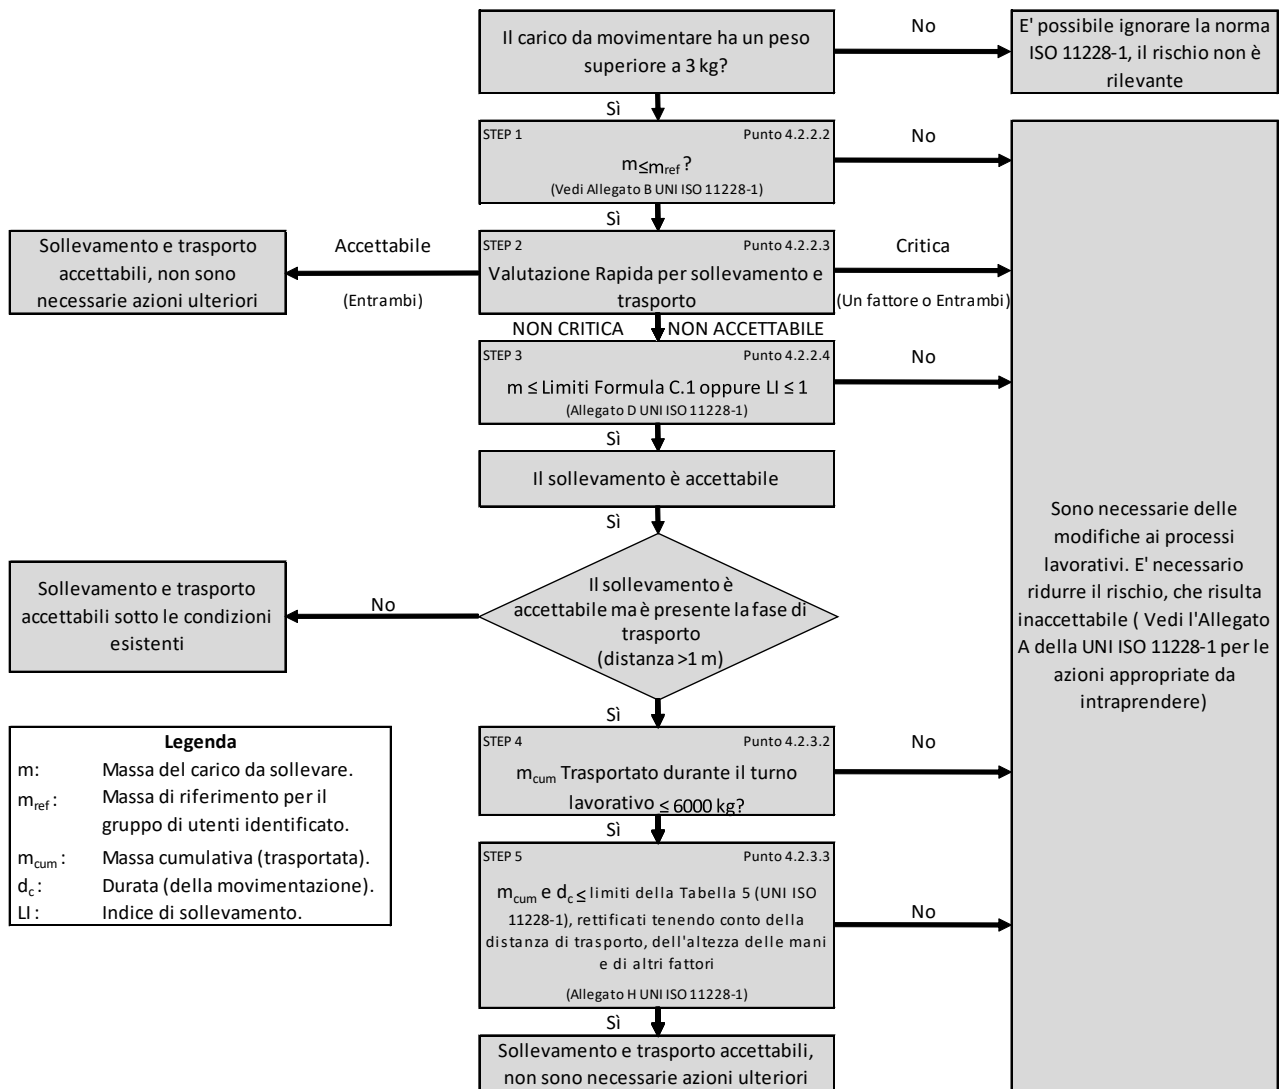 Il carico da movimentare ha un peso
superiore a 3 kg?
No
E' possibile ignorare la norma
ISO 11228-1, il rischio non è
rilevante
Sì
STEP 1 Punto 4.2.2.2
m≤mref ?
(Vedi Allegato B UNI ISO 11228-1)
No
Sì
Sollevamento e trasporto
accettabili, non sono
necessarie azioni ulteriori
Accettabile
(Entrambi)
STEP 2 Punto 4.2.2.3
Valutazione Rapida per sollevamento e
trasporto
Critica
(Un fattore o Entrambi)
NON CRITICA NON ACCETTABILE
STEP 3 Punto 4.2.2.4
m ≤ Limiti Formula C.1 oppure LI ≤ 1
(Allegato D UNI ISO 11228-1)
No
Sì
Il sollevamento è accettabile
Sì
Sollevamento e trasporto
accettabili sotto le condizioni
esistenti
No
Il sollevamento è
accettabile ma è presente la fase di
trasporto
(distanza >1 m)
Sono necessarie delle
modifiche ai processi
lavorativi. E' necessario
ridurre il rischio, che risulta
inaccettabile ( Vedi l'Allegato
A della UNI ISO 11228-1 per le
azioni appropriate da
intraprendere)
Sì
Legenda
m: Massa del carico da sollevare.
mref : Massa di riferimento per il
gruppo di utenti identificato.
mcum : Massa cumulativa (trasportata).
dc : Durata (della movimentazione).
LI : Indice di sollevamento.
STEP 4 Punto 4.2.3.2
mcum Trasportato durante il turno
lavorativo ≤ 6000 kg?
No
Sì
STEP 5 Punto 4.2.3.3
mcum e dc ≤ limiti della Tabella 5 (UNI ISO
11228-1), rettificati tenendo conto della
distanza di trasporto, dell'altezza delle mani
e di altri fattori
(Allegato H UNI ISO 11228-1)
No
Sì
Sollevamento e trasporto accettabili,
non sono necessarie azioni ulteriori